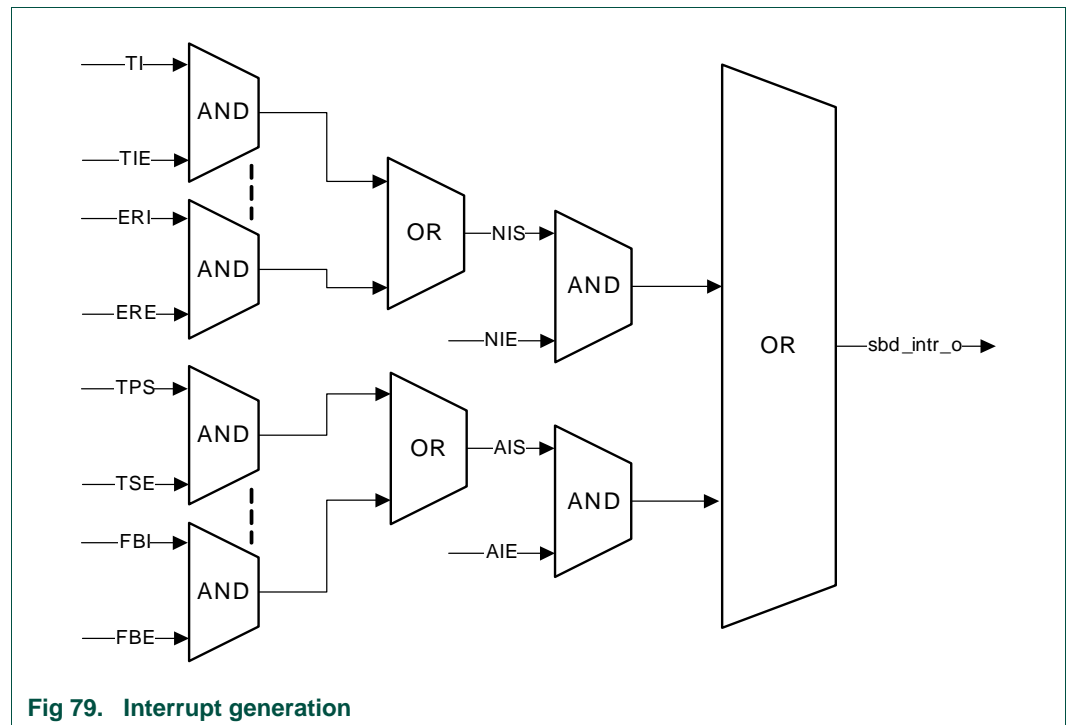 TI
AND
TIE
ERI
AND
ERE
OR
NIS
AND
NIE
TPS
AND
TSE
FBI
AND
FBE
OR
AIS
AND
AIE
OR
sbd_intr_o
Fig 79. Interrupt generation